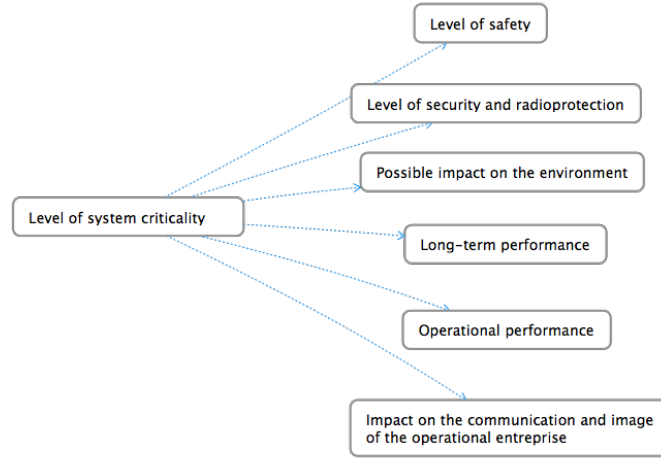 Level of safety
Level of security and radioprotection
Possible impact on the environment
Level of system criticality
Long-term performance
Operational performance
Impact on the communication and image
of the operational entreprise